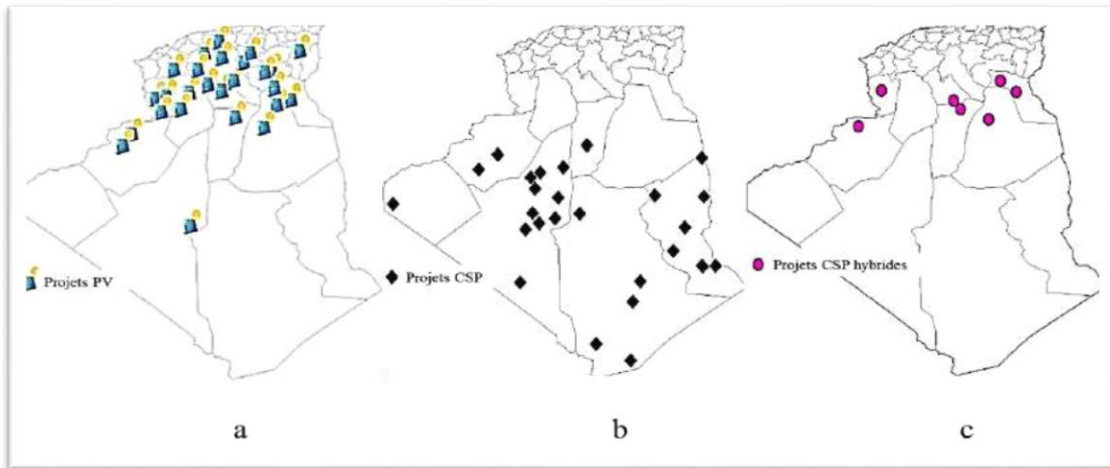 Projets PV
Projets CSP
Projets CSP hybrides
a
b
c